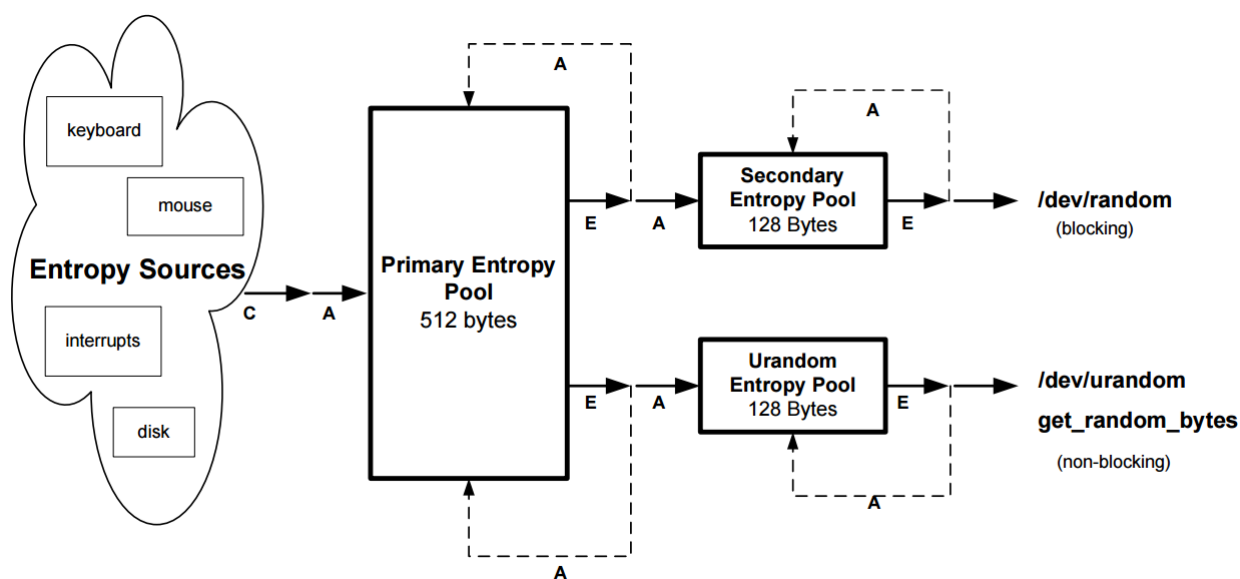 keyboard
mouse
Entropy Sources
interrupts
disk
C
A
A
Primary Entropy
Pool
512 bytes
A
E
A
E
A
A
Secondary
Entropy Pool
128 Bytes
E
/dev/random
(blocking)
Urandom
Entropy Pool
128 Bytes
E
A
/dev/urandom
get_random_bytes
(non-blocking)